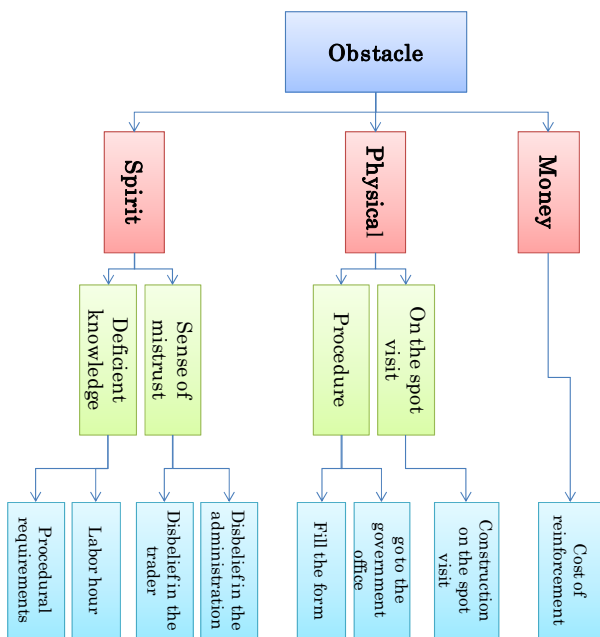 Obstacle
Spirit
Physical
Money
Deficient
knowledge
Sense of
mistrust
Procedure
On the spot
visit
Procedural
requirements
Labor hour
Disbelief in the
trader
Disbelief in the
administration
Fill the form
go to the
government
office
Construction
on the spot
visit
Cost of
reinforcement